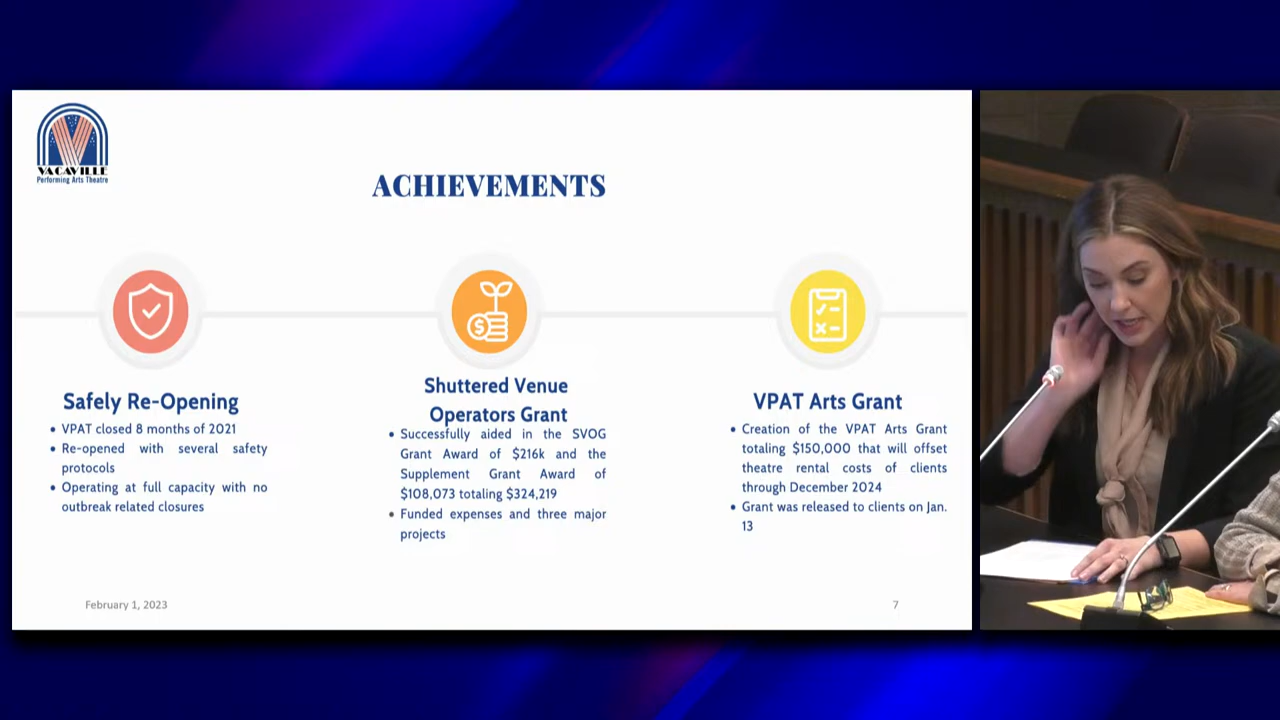 VACAVILLE
Performing Arts Theatre
ACHIEVEMENTS
Safely Re-Opening
• VPAT closed 8 months of 2021
• Re-opened with several safety
protocols
• Operating at full capacity with no
outbreak related closures
Shuttered Venue
Operators Grant
• Successfully aided in the SVOG
Grant Award of $216k and the
Supplement Grant Award of
$108,073 totaling $324,219
• Funded expenses and three major
projects
VPAT Arts Grant
• Creation of the VPAT Arts Grant
totaling $150,000 that will offset
theatre rental costs of clients
through December 2024
• Grant was released to clients on Jan.
13
February 1, 2023
7